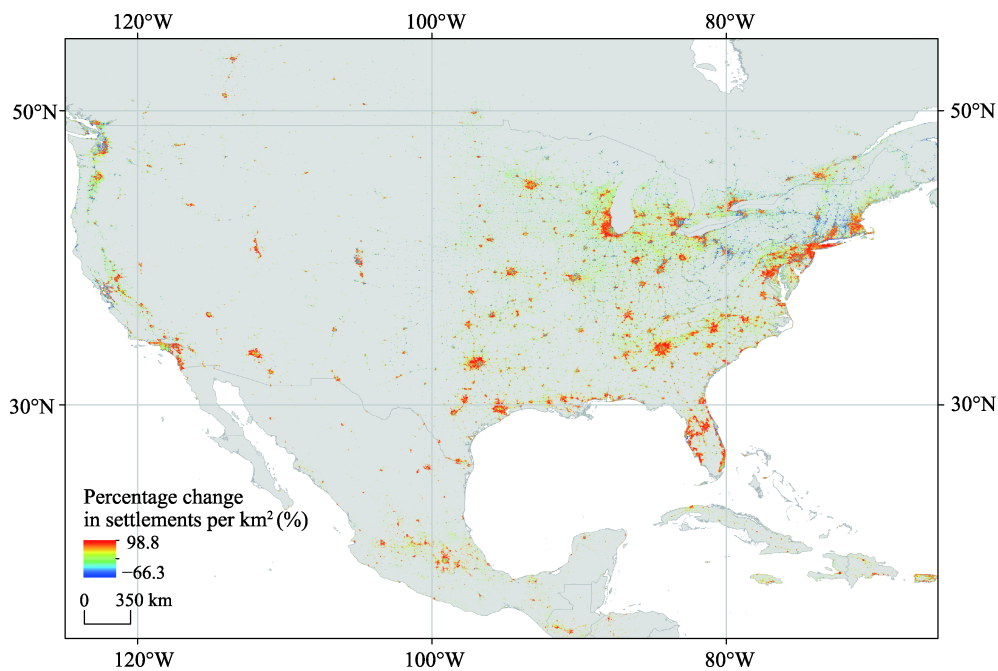 120°W 100°W 80°W
50°N 50°N
30°N 30°N
Percentage change
in settlements per km² (%)
98.8
−66.3
0 350 km
120°W 100°W 80°W